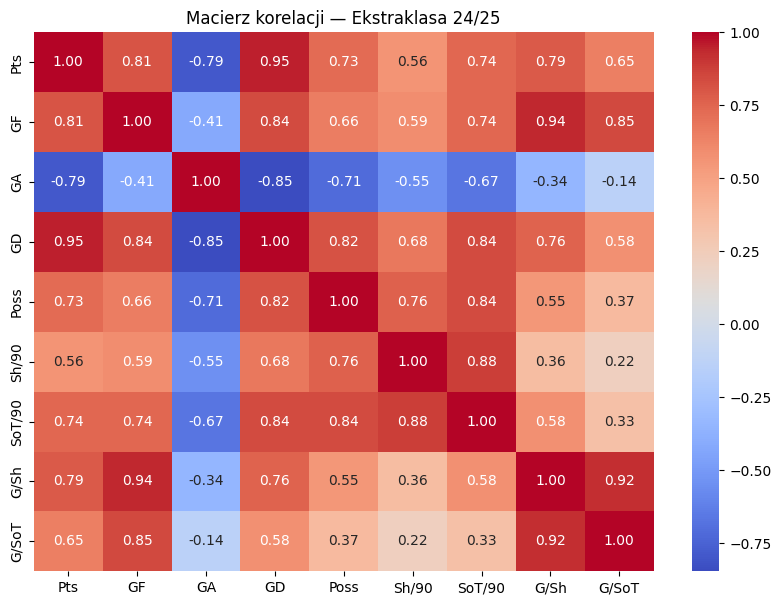 Macierz korelacji — Ekstraklasa 24/25
Pts 1.00 0.81 -0.79 0.95 0.73 0.56 0.74 0.79 0.65
GF 0.81 1.00 -0.41 0.84 0.66 0.59 0.74 0.94 0.85
GA -0.79 -0.41 1.00 -0.85 -0.71 -0.55 -0.67 -0.34 -0.14
GD 0.95 0.84 -0.85 1.00 0.82 0.68 0.84 0.76 0.58
Poss 0.73 0.66 -0.71 0.82 1.00 0.76 0.84 0.55 0.37
Sh/90 0.56 0.59 -0.55 0.68 0.76 1.00 0.88 0.36 0.22
SoT/90 0.74 0.74 -0.67 0.84 0.84 0.88 1.00 0.58 0.33
G/Sh 0.79 0.94 -0.34 0.76 0.55 0.36 0.58 1.00 0.92
G/SoT 0.65 0.85 -0.14 0.58 0.37 0.22 0.33 0.92 1.00
Pts GF GA GD Poss Sh/90 SoT/90 G/Sh G/SoT
1.00
0.75
0.50
0.25
0.00
−0.25
−0.50
−0.75